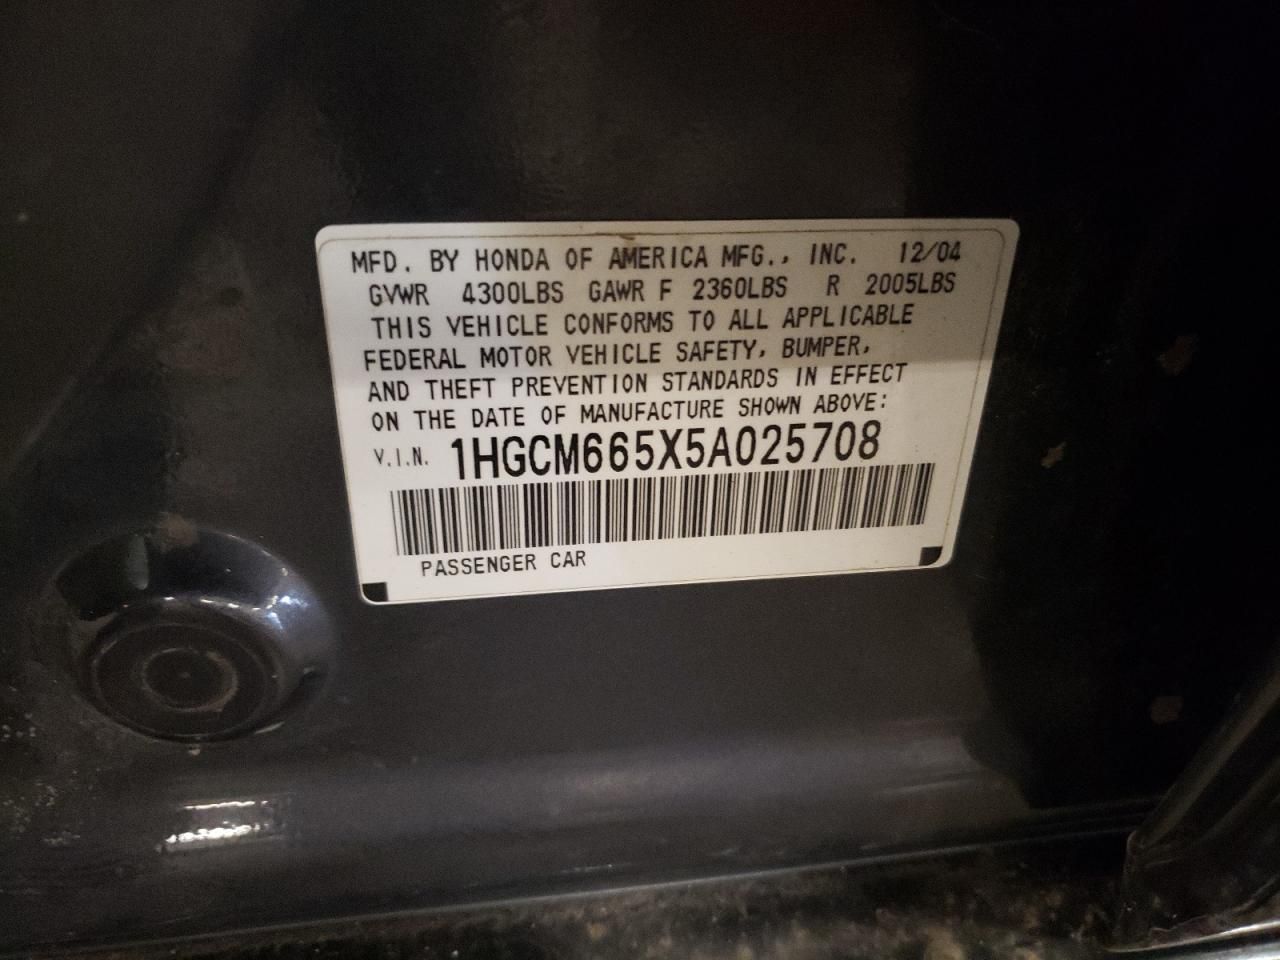 MFD. BY HONDA OF AMERICA MFG., INC. 12/04
GVWR 4300LBS GAWR F 2360LBS R 2005LBS
THIS VEHICLE CONFORMS TO ALL APPLICABLE
FEDERAL MOTOR VEHICLE SAFETY, BUMPER,
AND THEFT PREVENTION STANDARDS IN EFFECT
ON THE DATE OF MANUFACTURE SHOWN ABOVE:
V.I.N. 1HGCM665X5A025708
PASSENGER CAR